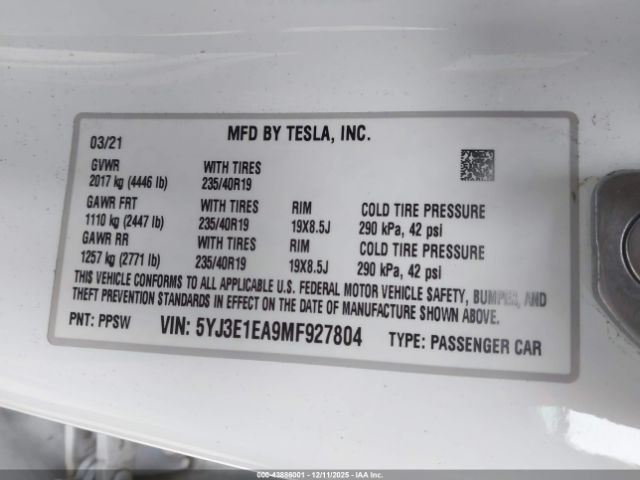 MFD BY TESLA, INC.
03/21
GVWR WITH TIRES
2017 kg (4446 lb) 235/40R19
GAWR FRT WITH TIRES RIM COLD TIRE PRESSURE
1110 kg (2447 lb) 235/40R19 19X8.5J 290 kPa, 42 psi
GAWR RR WITH TIRES RIM COLD TIRE PRESSURE
1257 kg (2771 lb) 235/40R19 19X8.5J 290 kPa, 42 psi
THIS VEHICLE CONFORMS TO ALL APPLICABLE U.S. FEDERAL MOTOR VEHICLE SAFETY, BUMPER, AND
THEFT PREVENTION STANDARDS IN EFFECT ON THE DATE OF MANUFACTURE SHOWN ABOVE.
PNT: PPSW VIN: 5YJ3E1EA9MF927804 TYPE: PASSENGER CAR
© 2025 - 43886001 - 12/11/2025 - IAAI, Inc.